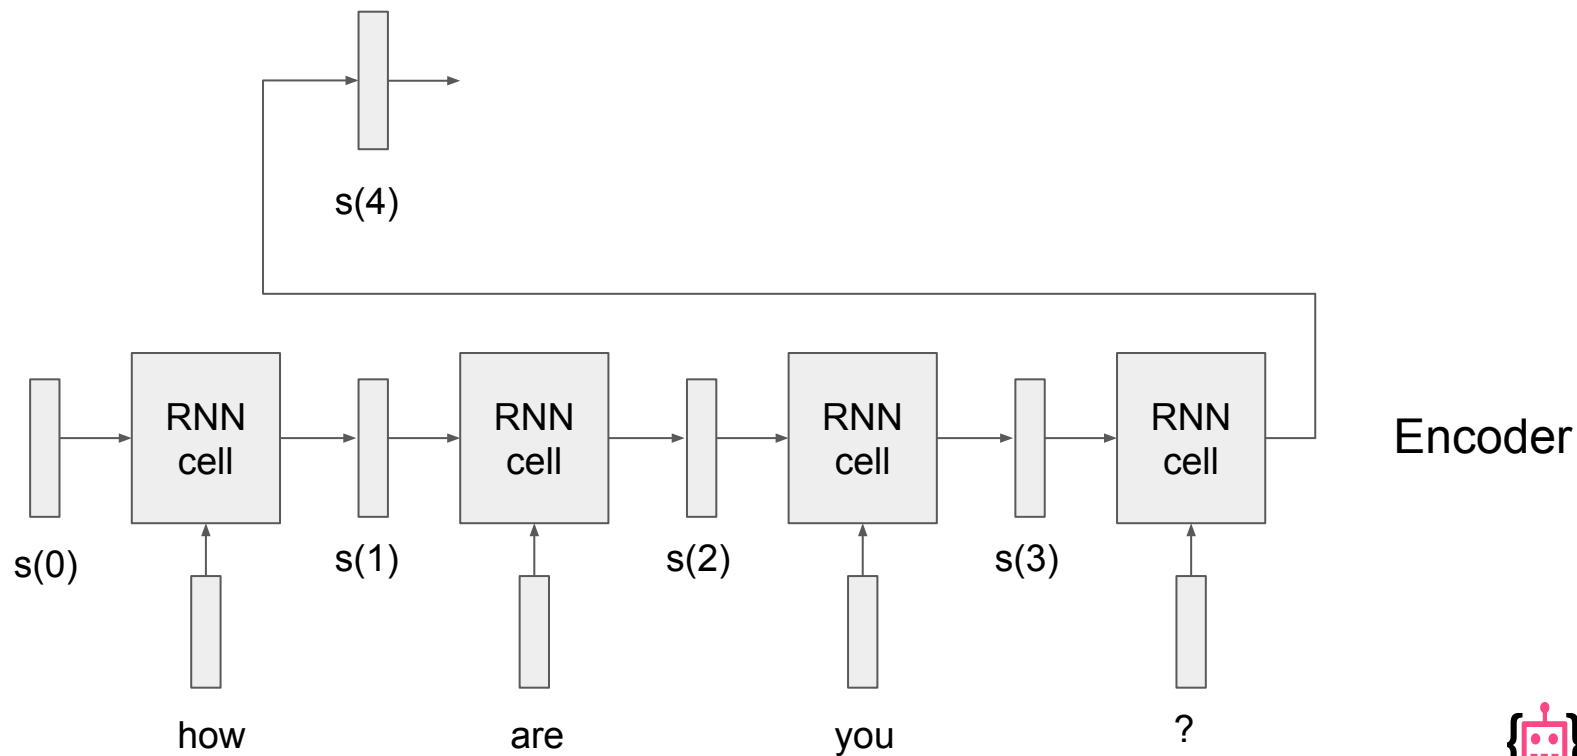 s(4)
RNN
cell
RNN
cell
RNN
cell
RNN
cell
Encoder
s(0)
s(1)
s(2)
s(3)
how
are
you
?
{ }